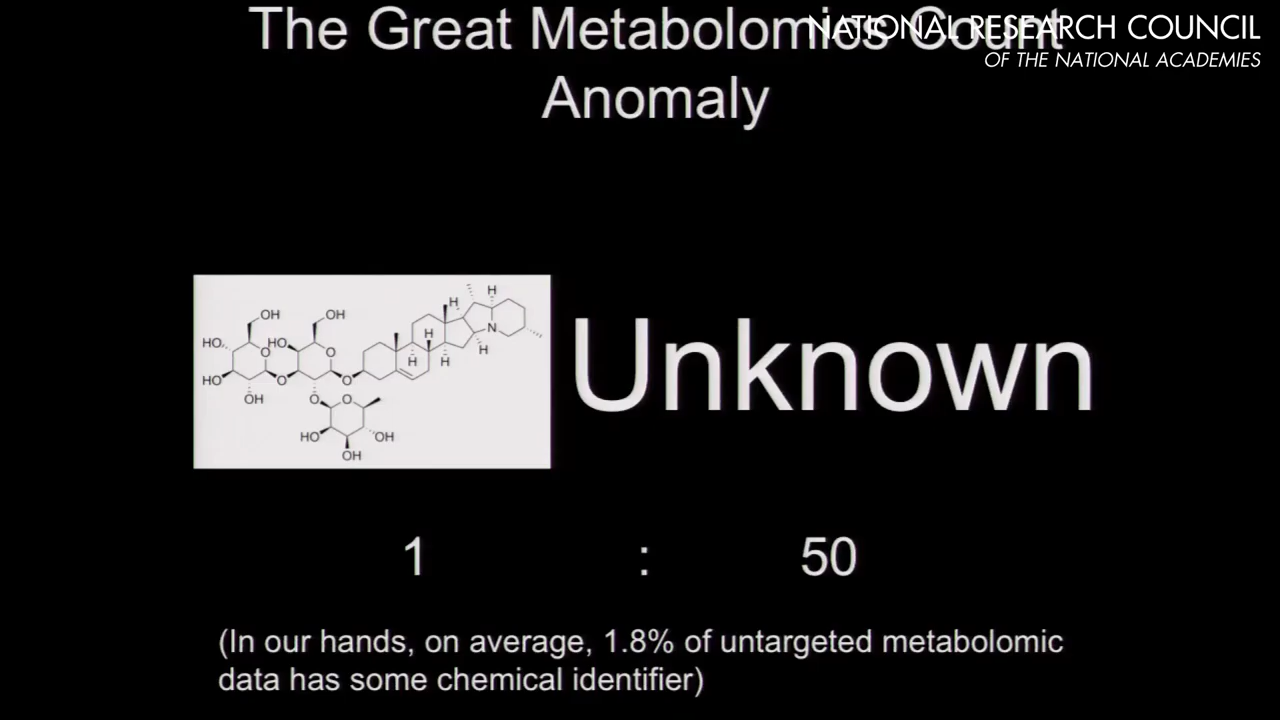 The Great Metabolomics Count
Anomaly
NATIONAL RESEARCH COUNCIL
OF THE NATIONAL ACADEMIES
H
H
OH
OH
N
HO
HO
O
O
H
H
H
H
HO
O
O
OH
O
O
HO
OH
OH
Unknown
1 : 50
(In our hands, on average, 1.8% of untargeted metabolomic
data has some chemical identifier)